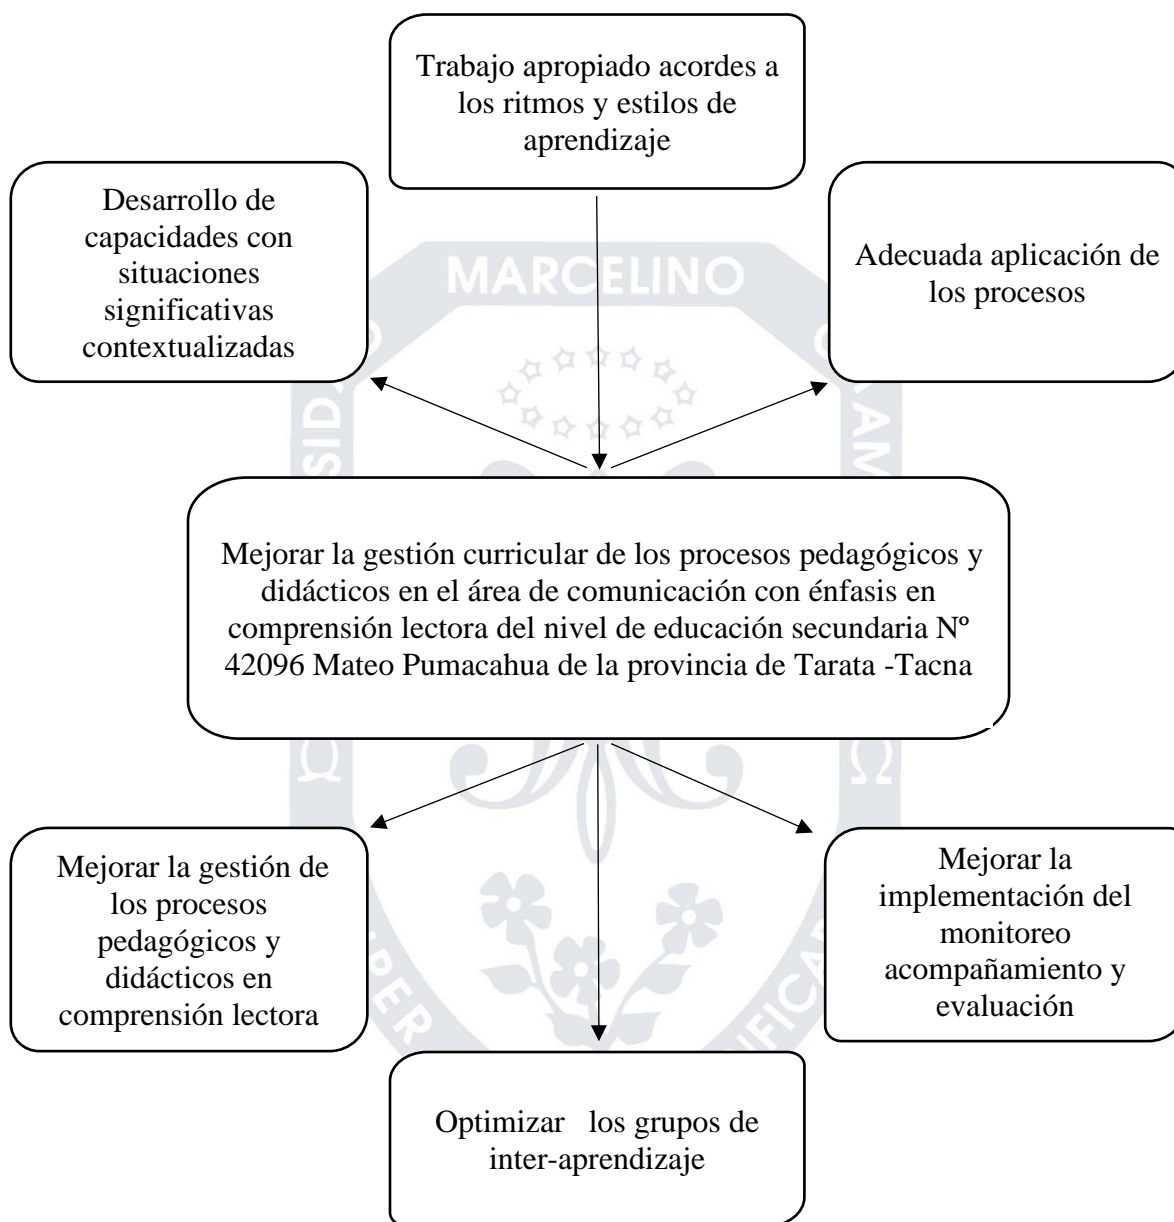 Trabajo apropiado acordes a
los ritmos y estilos de
aprendizaje
Desarrollo de
capacidades con
situaciones
significativas
contextualizadas
Adecuada aplicación de
los procesos
MARCELINO
Mejorar la gestión curricular de los procesos pedagógicos y
didácticos en el área de comunicación con énfasis en
comprensión lectora del nivel de educación secundaria Nº
42096 Mateo Pumacahua de la provincia de Tarata -Tacna
Mejorar la gestión de
los procesos
pedagógicos y
didácticos en
comprensión lectora
Mejorar la
implementación del
monitoreo
acompañamiento y
evaluación
Optimizar los grupos de
inter-aprendizaje